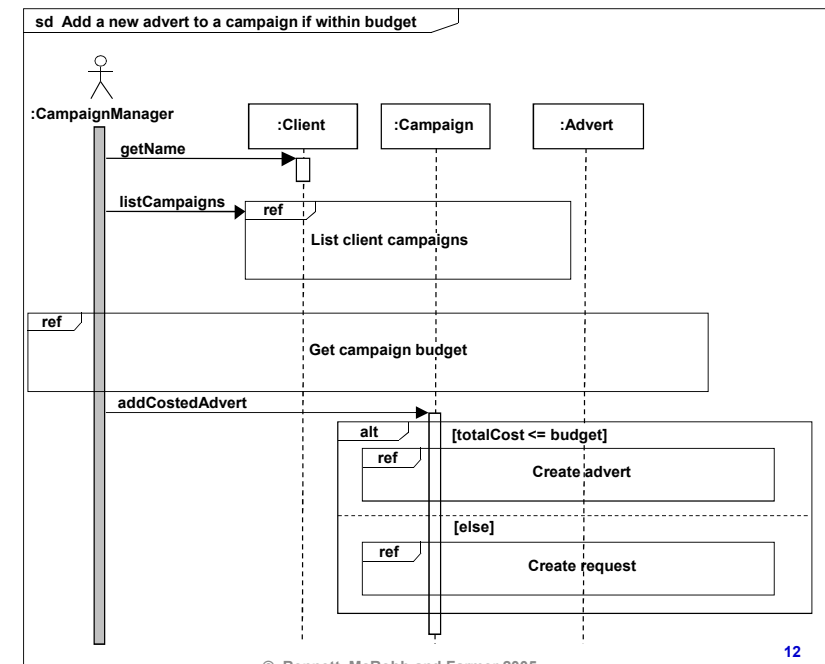 sd Add a new advert to a campaign if within budget
:CampaignManager
:Client
:Campaign
:Advert
getName
listCampaigns
ref
List client campaigns
ref
Get campaign budget
addCostedAdvert
alt
[totalCost <= budget]
ref
Create advert
[else]
ref
Create request
12